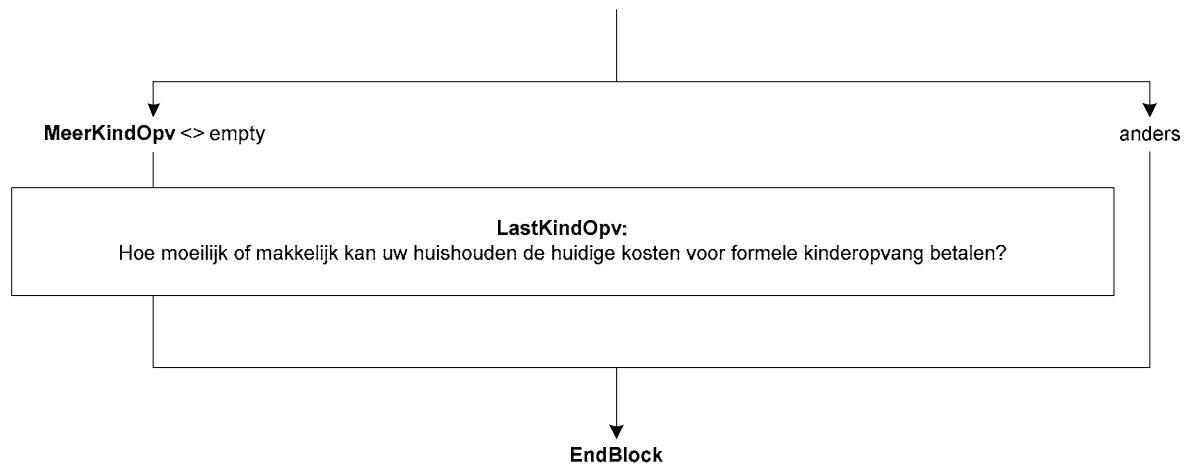 MeerKindOpv <> empty
anders
LastKindOpv:
Hoe moeilijk of makkelijk kan uw huishouden de huidige kosten voor formele kinderopvang betalen?
EndBlock